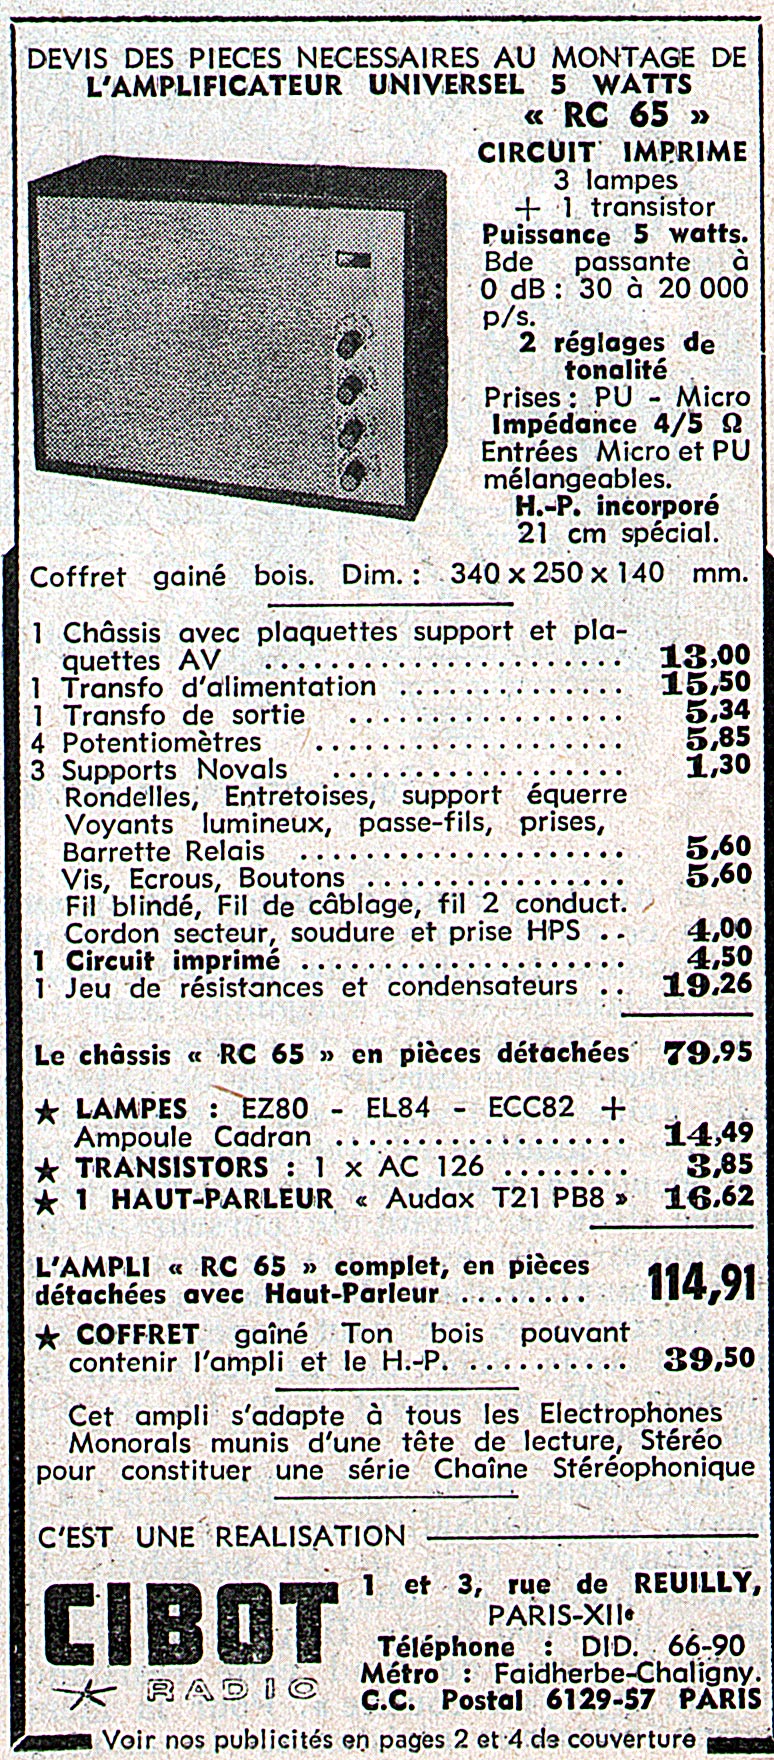 DEVIS DES PIECES NECESSAIRES AU MONTAGE DE
L'AMPLIFICATEUR UNIVERSEL 5 WATTS
« RC 65 »
CIRCUIT IMPRIME
3 lampes
+ 1 transistor
Puissance 5 watts.
Bde passante à
0 dB : 30 à 20 000
p/s.
2 réglages de
tonalité
Prises : PU - Micro
Impédance 4/5 Ω
Entrées Micro et PU
mélangeables.
H.-P. incorporé
21 cm spécial.
Coffret gainé bois. Dim. : 340 x 250 x 140 mm.
1 Châssis avec plaquettes support et pla-
quettes AV ........................ 13,00
1 Transfo d'alimentation ............... 15,50
1 Transfo de sortie .................. 5,34
4 Potentiomètres .................... 5,85
3 Supports Novals ................... 1,30
Rondelles, Entretoises, support équerre
Voyants lumineux, passe-fils, prises,
Barrette Relais ..................... 5,60
Vis, Ecrous, Boutons ................. 5,60
Fil blindé, Fil de câblage, fil 2 conduct.
Cordon secteur, soudure et prise HPS .. 4,00
1 Circuit imprimé ..................... 4,50
1 Jeu de résistances et condensateurs .. 19,26
Le châssis « RC 65 » en pièces détachées 79,95
★ LAMPES : EZ80 - EL84 - ECC82 +
Ampoule Cadran .................. 14,49
★ TRANSISTORS : 1 x AC 126 ........ 3,85
★ 1 HAUT-PARLEUR « Audax T21 PB8 » 16,62
L'AMPLI « RC 65 » complet, en pièces
détachées avec Haut-Parleur ........ 114,91
★ COFFRET gaîné Ton bois pouvant
contenir l'ampli et le H.-P. .......... 39,50
Cet ampli s'adapte à tous les Electrophones
Monorals munis d'une tête de lecture, Stéréo
pour constituer une série Chaîne Stéréophonique
C'EST UNE REALISATION
CIBOT
RADIO
1 et 3, rue de REUILLY,
PARIS-XIIe
Téléphone : DID. 66-90
Métro : Faidherbe-Chaligny.
C.C. Postal 6129-57 PARIS
Voir nos publicités en pages 2 et 4 de couverture